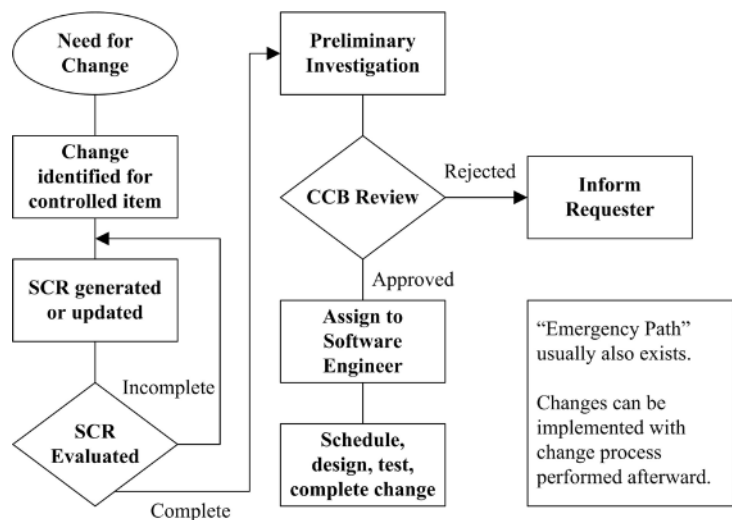 Need for
Change
Change
identified for
controlled item
SCR generated
or updated
Incomplete
SCR
Evaluated
Complete
Preliminary
Investigation
CCB Review
Rejected
Inform
Requester
Approved
Assign to
Software
Engineer
Schedule,
design, test,
complete change
“Emergency Path”
usually also exists.
Changes can be
implemented with
change process
performed afterward.